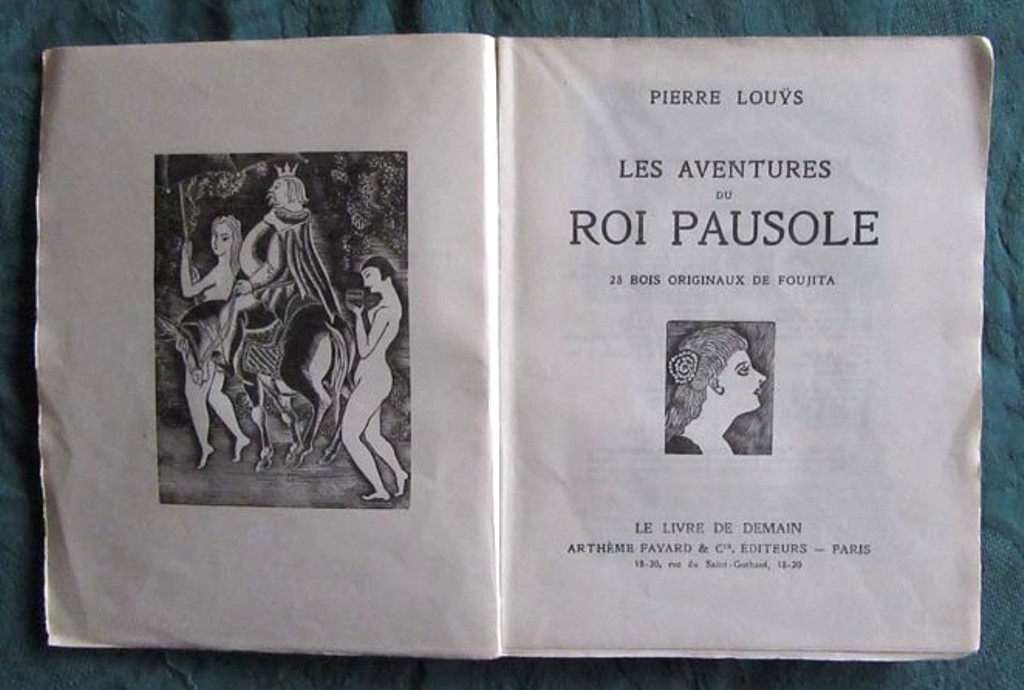 PIERRE LOUŸS
LES AVENTURES
DU
ROI PAUSOLE
28 BOIS ORIGINAUX DE FOUJITA
LE LIVRE DE DEMAIN
ARTHÈME FAYARD & Cie, ÉDITEURS — PARIS
18-20, rue du Saint-Gothard, 18-20